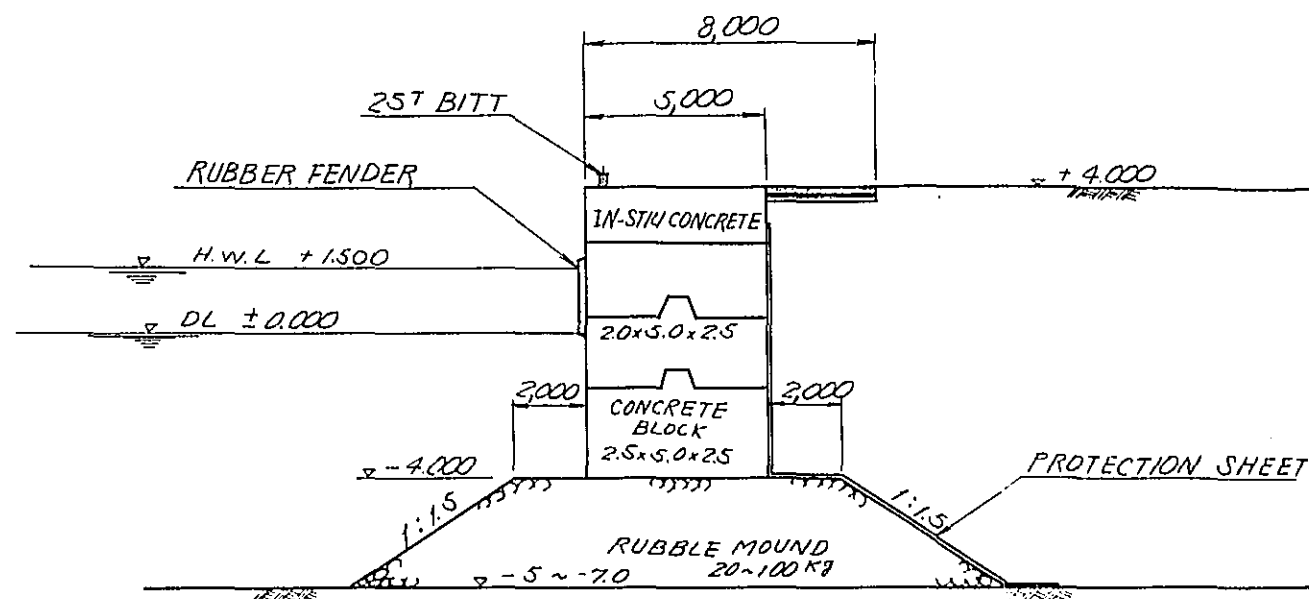 8,000
25T BITT
5,000
RUBBER FENDER
+4.000
IN-STIU CONCRETE
H.W.L +1.500
DL ±0.000
2.0×5.0×2.5
2,000
2,000
CONCRETE
BLOCK
2.5×5.0×2.5
-4.000
PROTECTION SHEET
1:1.5
1:1.5
RUBBLE MOUND
20~100 Kg
-5~-7.0